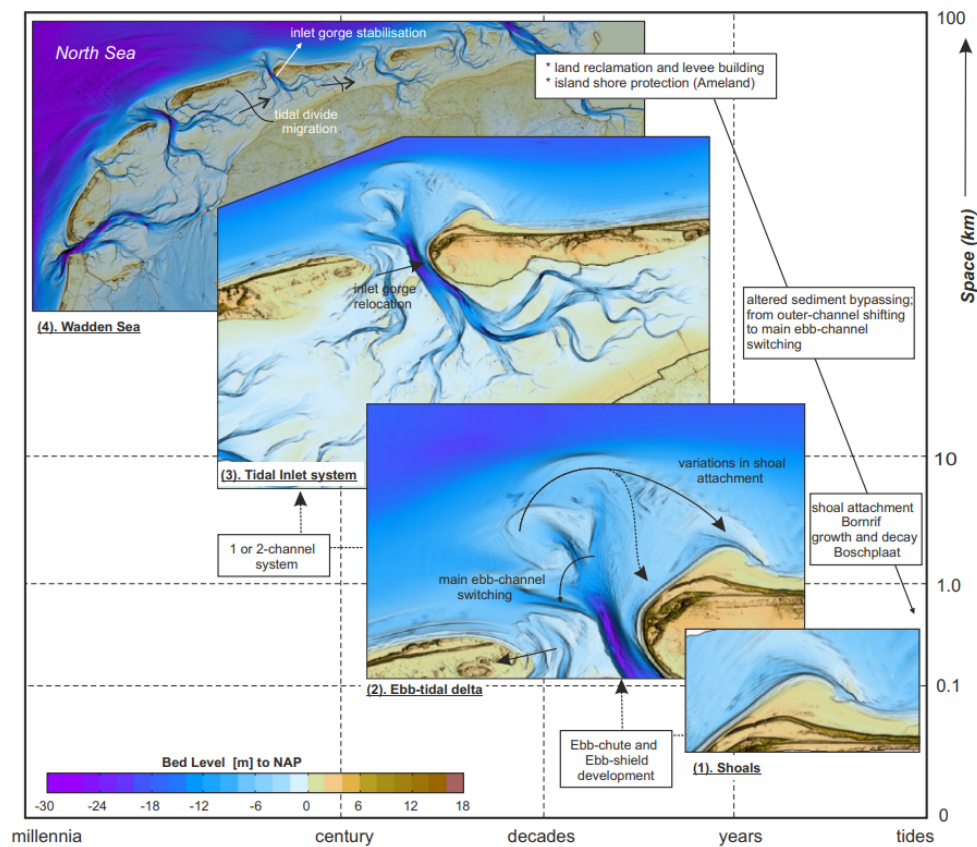 North Sea
inlet gorge stabilisation
tidal divide
migration
(4). Wadden Sea
* land reclamation and levee building
* island shore protection (Ameland)
100
Space (km)
inlet gorge
relocation
(3). Tidal Inlet system
altered sediment bypassing;
from outer-channel shifting
to main ebb-channel
switching
10
1 or 2-channel
system
variations in shoal
attachment
main ebb-channel
switching
(2). Ebb-tidal delta
shoal attachment
Bornrif
growth and decay
Boschplaat
1.0
0.1
Ebb-chute and
Ebb-shield
development
(1). Shoals
Bed Level [m] to NAP
-30 -24 -18 -12 -6 0 6 12 18
0
millennia century decades years tides